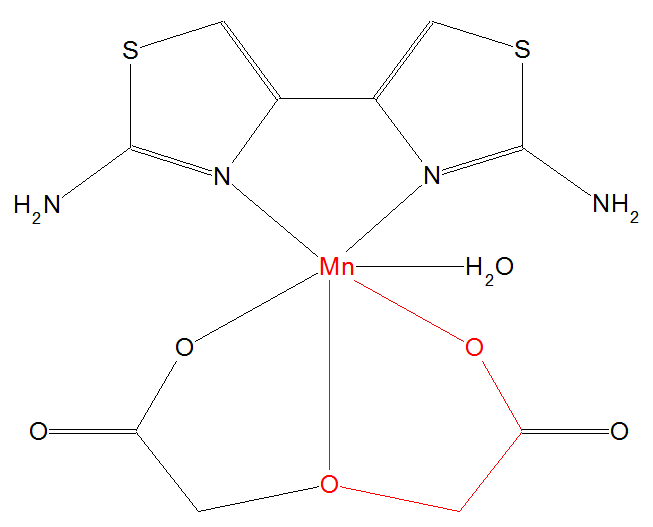 S S
N N
H2N NH2
Mn H2O
O O
O O
O